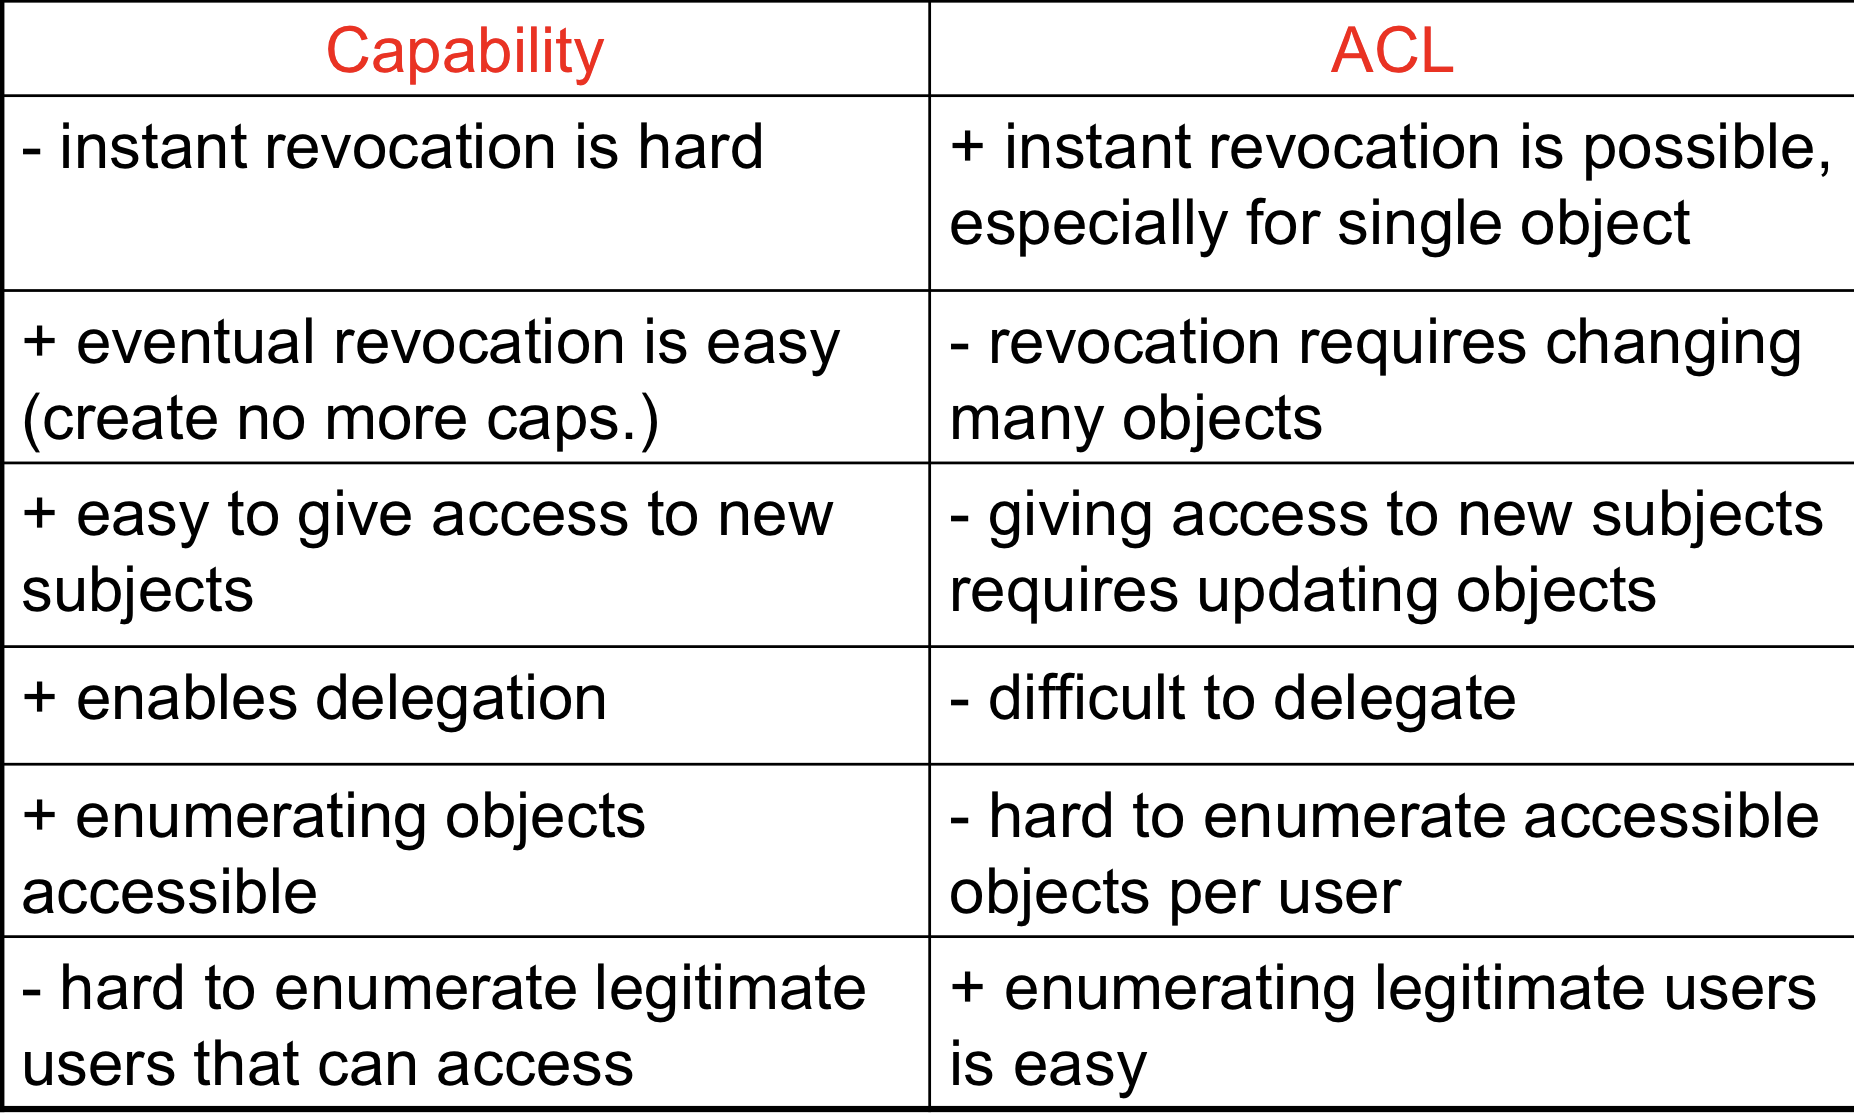 Capability
ACL
- instant revocation is hard
+ instant revocation is possible,
especially for single object
+ eventual revocation is easy
(create no more caps.)
- revocation requires changing
many objects
+ easy to give access to new
subjects
- giving access to new subjects
requires updating objects
+ enables delegation
- difficult to delegate
+ enumerating objects
accessible
- hard to enumerate accessible
objects per user
- hard to enumerate legitimate
users that can access
+ enumerating legitimate users
is easy